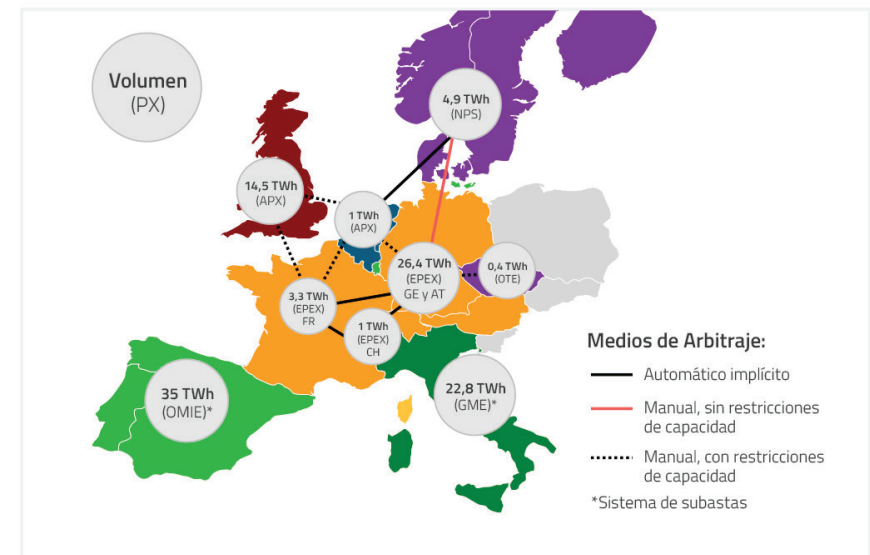 Volumen
(PX)
4,9 TWh
(NPS)
14,5 TWh
(APX)
1 TWh
(APX)
26,4 TWh
(EPEX)
GE y AT
0,4 TWh
(OTE)
3,3 TWh
(EPEX)
FR
1 TWh
(EPEX)
CH
35 TWh
(OMIE)*
22,8 TWh
(GME)*
Medios de Arbitraje:
Automático implícito
Manual, sin restricciones
de capacidad
Manual, con restricciones
de capacidad
*Sistema de subastas